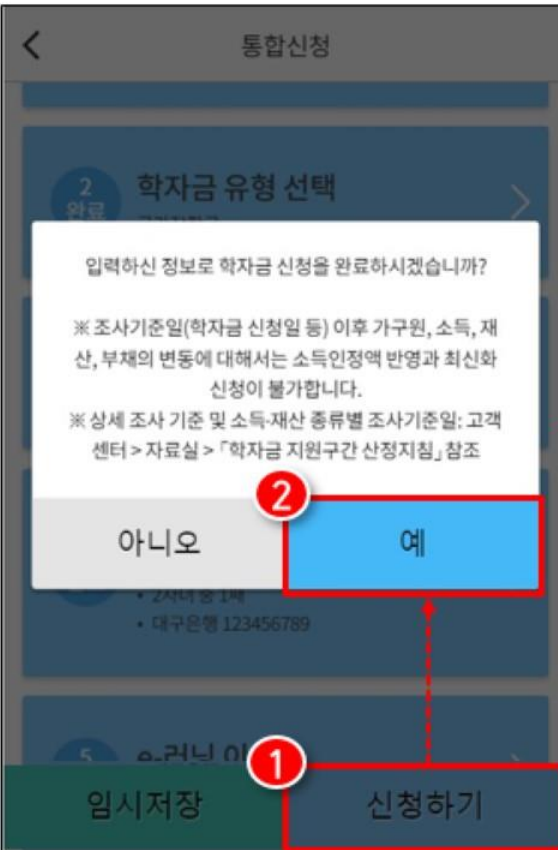 통합신청
2
완료
학자금 유형 선택
입력하신 정보로 학자금 신청을 완료하시겠습니까?
※ 조사기준일(학자금 신청일 등) 이후 가구원, 소득, 재
산, 부채의 변동에 대해서는 소득인정액 반영과 최신화
신청이 불가합니다.
※ 상세 조사 기준 및 소득·재산 종류별 조사기준일: 고객
센터 > 자료실 > 「학자금 지원구간 산정지침」 참조
2
아니오
예
• 2자녀 중 1째
• 대구은행 123456789
5
e-러닝
1
임시저장
신청하기